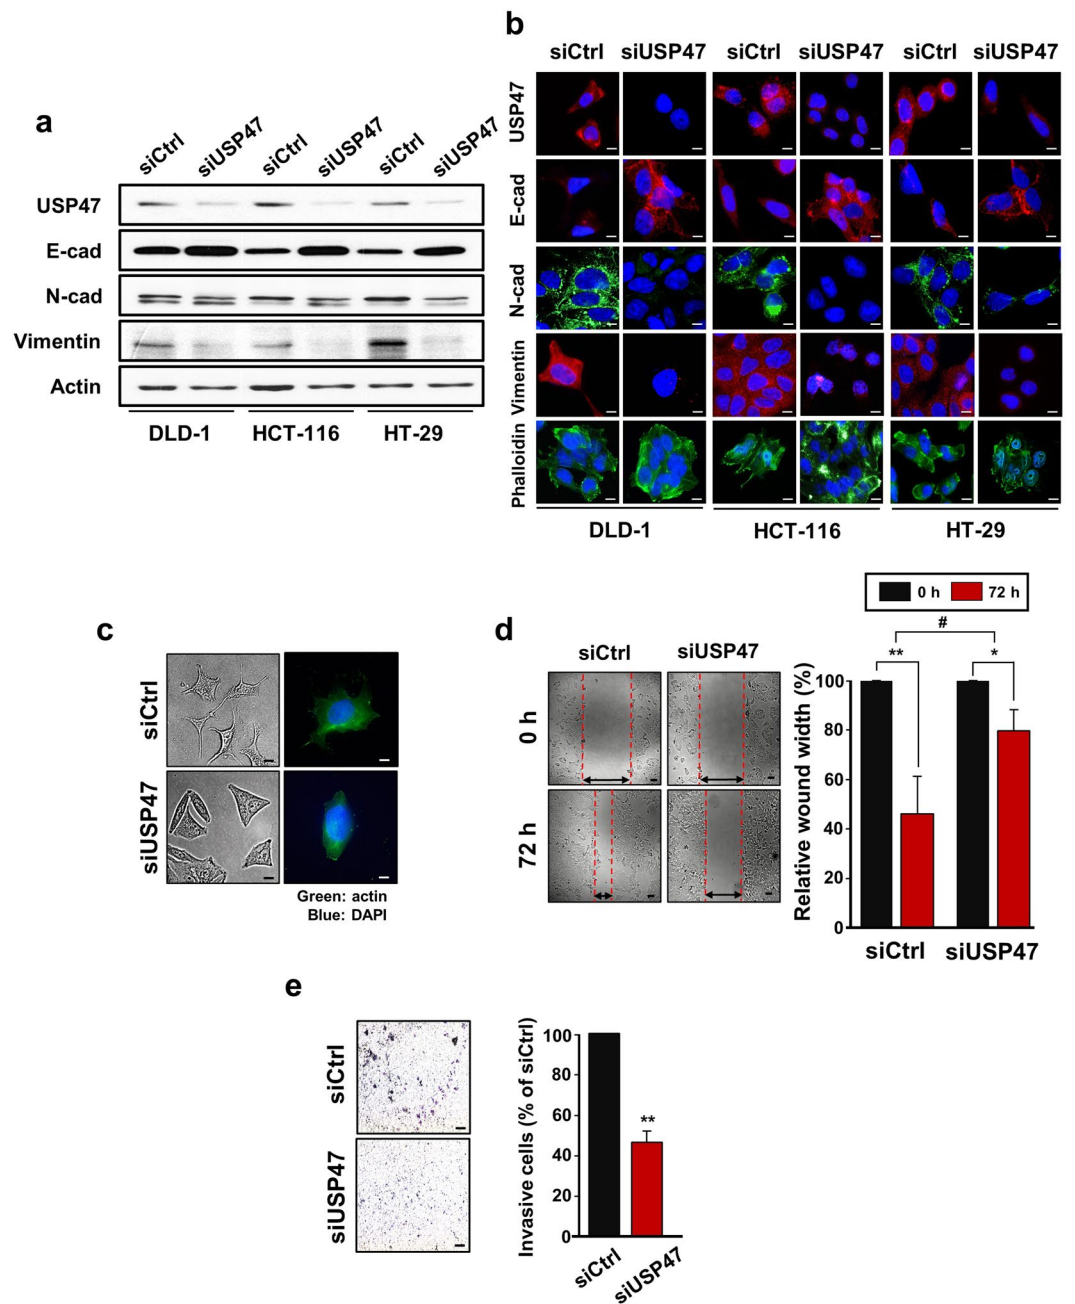 a
siCtrl siUSP47 siCtrl siUSP47 siCtrl siUSP47
USP47
E-cad
N-cad
Vimentin
Actin
DLD-1 HCT-116 HT-29
b
siCtrl siUSP47 siCtrl siUSP47 siCtrl siUSP47
USP47
E-cad
N-cad
Vimentin
Phalloidin
DLD-1 HCT-116 HT-29
c
siCtrl
siUSP47
Green: actin
Blue: DAPI
d
siCtrl siUSP47
0 h
72 h
0 h 72 h
#
** *
Relative wound width (%)
100
80
60
40
20
0
siCtrl siUSP47
e
siCtrl
siUSP47
Invasive cells (% of siCtrl)
100
80
60
40
20
0
**
siCtrl siUSP47